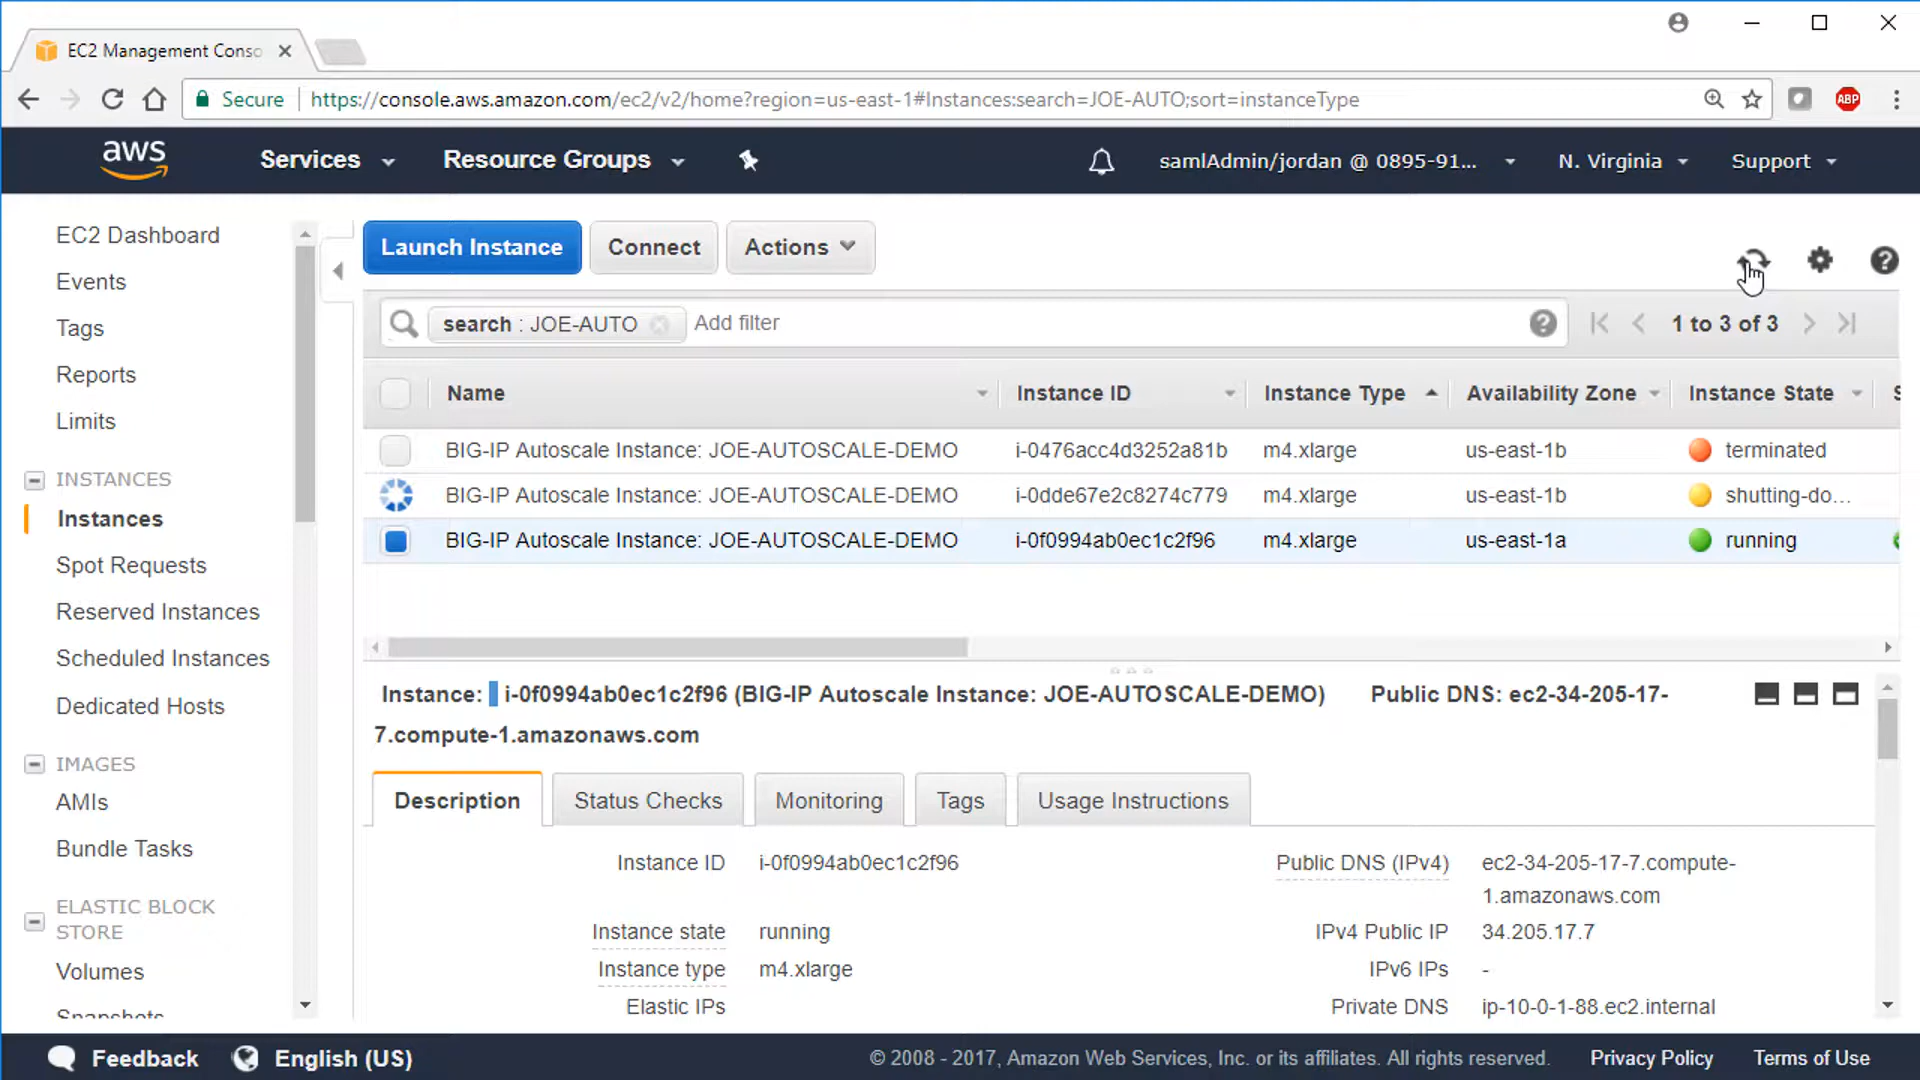 EC2 Management Conso
Secure
https://console.aws.amazon.com/ec2/v2/home?region=us-east-1#Instances:search=JOE-AUTO;sort=instanceType
ABP
aws
Services
Resource Groups
samlAdmin/jordan @ 0895-91...
N. Virginia
Support
EC2 Dashboard
Events
Tags
Reports
Limits
INSTANCES
Instances
Spot Requests
Reserved Instances
Scheduled Instances
Dedicated Hosts
IMAGES
AMIs
Bundle Tasks
ELASTIC BLOCK
STORE
Volumes
Snapshots
Launch Instance
Connect
Actions
search : JOE-AUTO
Add filter
1 to 3 of 3
Name Instance ID Instance Type Availability Zone Instance State S
BIG-IP Autoscale Instance: JOE-AUTOSCALE-DEMO i-0476acc4d3252a81b m4.xlarge us-east-1b terminated
BIG-IP Autoscale Instance: JOE-AUTOSCALE-DEMO i-0dde67e2c8274c779 m4.xlarge us-east-1b shutting-do...
BIG-IP Autoscale Instance: JOE-AUTOSCALE-DEMO i-0f0994ab0ec1c2f96 m4.xlarge us-east-1a running
Instance: i-0f0994ab0ec1c2f96 (BIG-IP Autoscale Instance: JOE-AUTOSCALE-DEMO) Public DNS: ec2-34-205-17-
7.compute-1.amazonaws.com
Description
Status Checks
Monitoring
Tags
Usage Instructions
Instance ID i-0f0994ab0ec1c2f96
Instance state running
Instance type m4.xlarge
Elastic IPs
Public DNS (IPv4) ec2-34-205-17-7.compute-
1.amazonaws.com
IPv4 Public IP 34.205.17.7
IPv6 IPs -
Private DNS ip-10-0-1-88.ec2.internal
Feedback
English (US)
© 2008 - 2017, Amazon Web Services, Inc. or its affiliates. All rights reserved.
Privacy Policy
Terms of Use